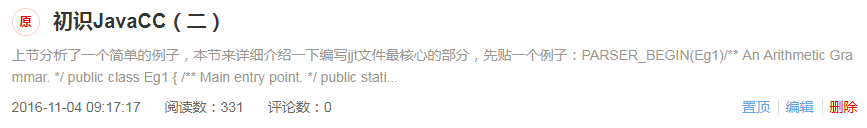 原 初识JavaCC（二）
上节分析了一个简单的例子，本节来详细介绍一下编写jjt文件最核心的部分，先贴一个例子：PARSER_BEGIN(Eg1)/** An Arithmetic Gra
mmar. */ public class Eg1 { /** Main entry point. */ public stati...
2016-11-04 09:17:17 阅读数：331 评论数：0 置顶 编辑 删除